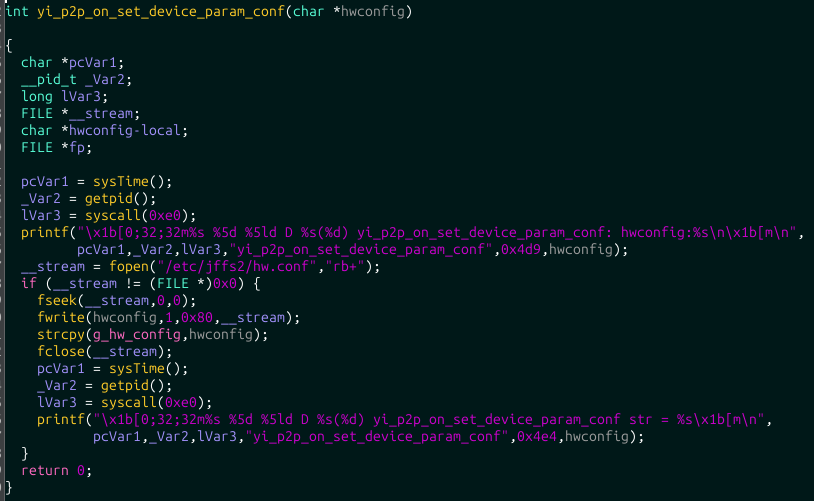 int yi_p2p_on_set_device_param_conf(char *hwconfig)
{
char *pcVar1;
__pid_t _Var2;
long lVar3;
FILE *__stream;
char *hwconfig-local;
FILE *fp;
pcVar1 = sysTime();
_Var2 = getpid();
lVar3 = syscall(0xe0);
printf("\x1b[0;32;32m%s %5d %5ld D %s(%d) yi_p2p_on_set_device_param_conf: hwconfig:%s\n\x1b[m\n",
pcVar1,_Var2,lVar3,"yi_p2p_on_set_device_param_conf",0x4d9,hwconfig);
__stream = fopen("/etc/jffs2/hw.conf","rb+");
if (__stream != (FILE *)0x0) {
fseek(__stream,0,0);
fwrite(hwconfig,1,0x80,__stream);
strcpy(g_hw_config,hwconfig);
fclose(__stream);
pcVar1 = sysTime();
_Var2 = getpid();
lVar3 = syscall(0xe0);
printf("\x1b[0;32;32m%s %5d %5ld D %s(%d) yi_p2p_on_set_device_param_conf str = %s\x1b[m\n",
pcVar1,_Var2,lVar3,"yi_p2p_on_set_device_param_conf",0x4e4,hwconfig);
}
return 0;
}